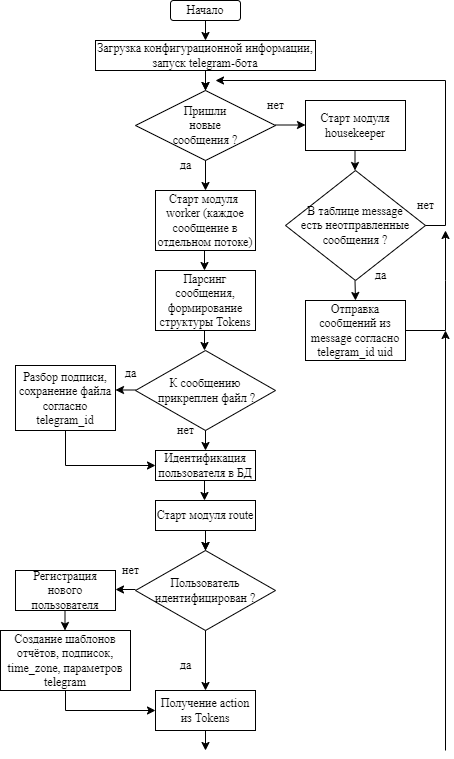 Начало
Загрузка конфигурационной информации,
запуск telegram-бота
Пришли
новые
сообщения ?
нет
Старт модуля
housekeeper
да
Старт модуля
worker (каждое
сообщение в
отдельном потоке)
В таблице message
есть неотправленные
сообщения ?
нет
да
Парсинг
сообщения,
формирование
структуры Tokens
Отправка
сообщений из
message согласно
telegram_id uid
К сообщению
прикреплен файл ?
да
Разбор подписи,
сохранение файла
согласно
telegram_id
нет
Идентификация
пользователя в БД
Старт модуля route
Пользователь
идентифицирован ?
нет
Регистрация
нового
пользователя
Создание шаблонов
отчётов, подписок,
time_zone, параметров
telegram
да
Получение action
из Tokens